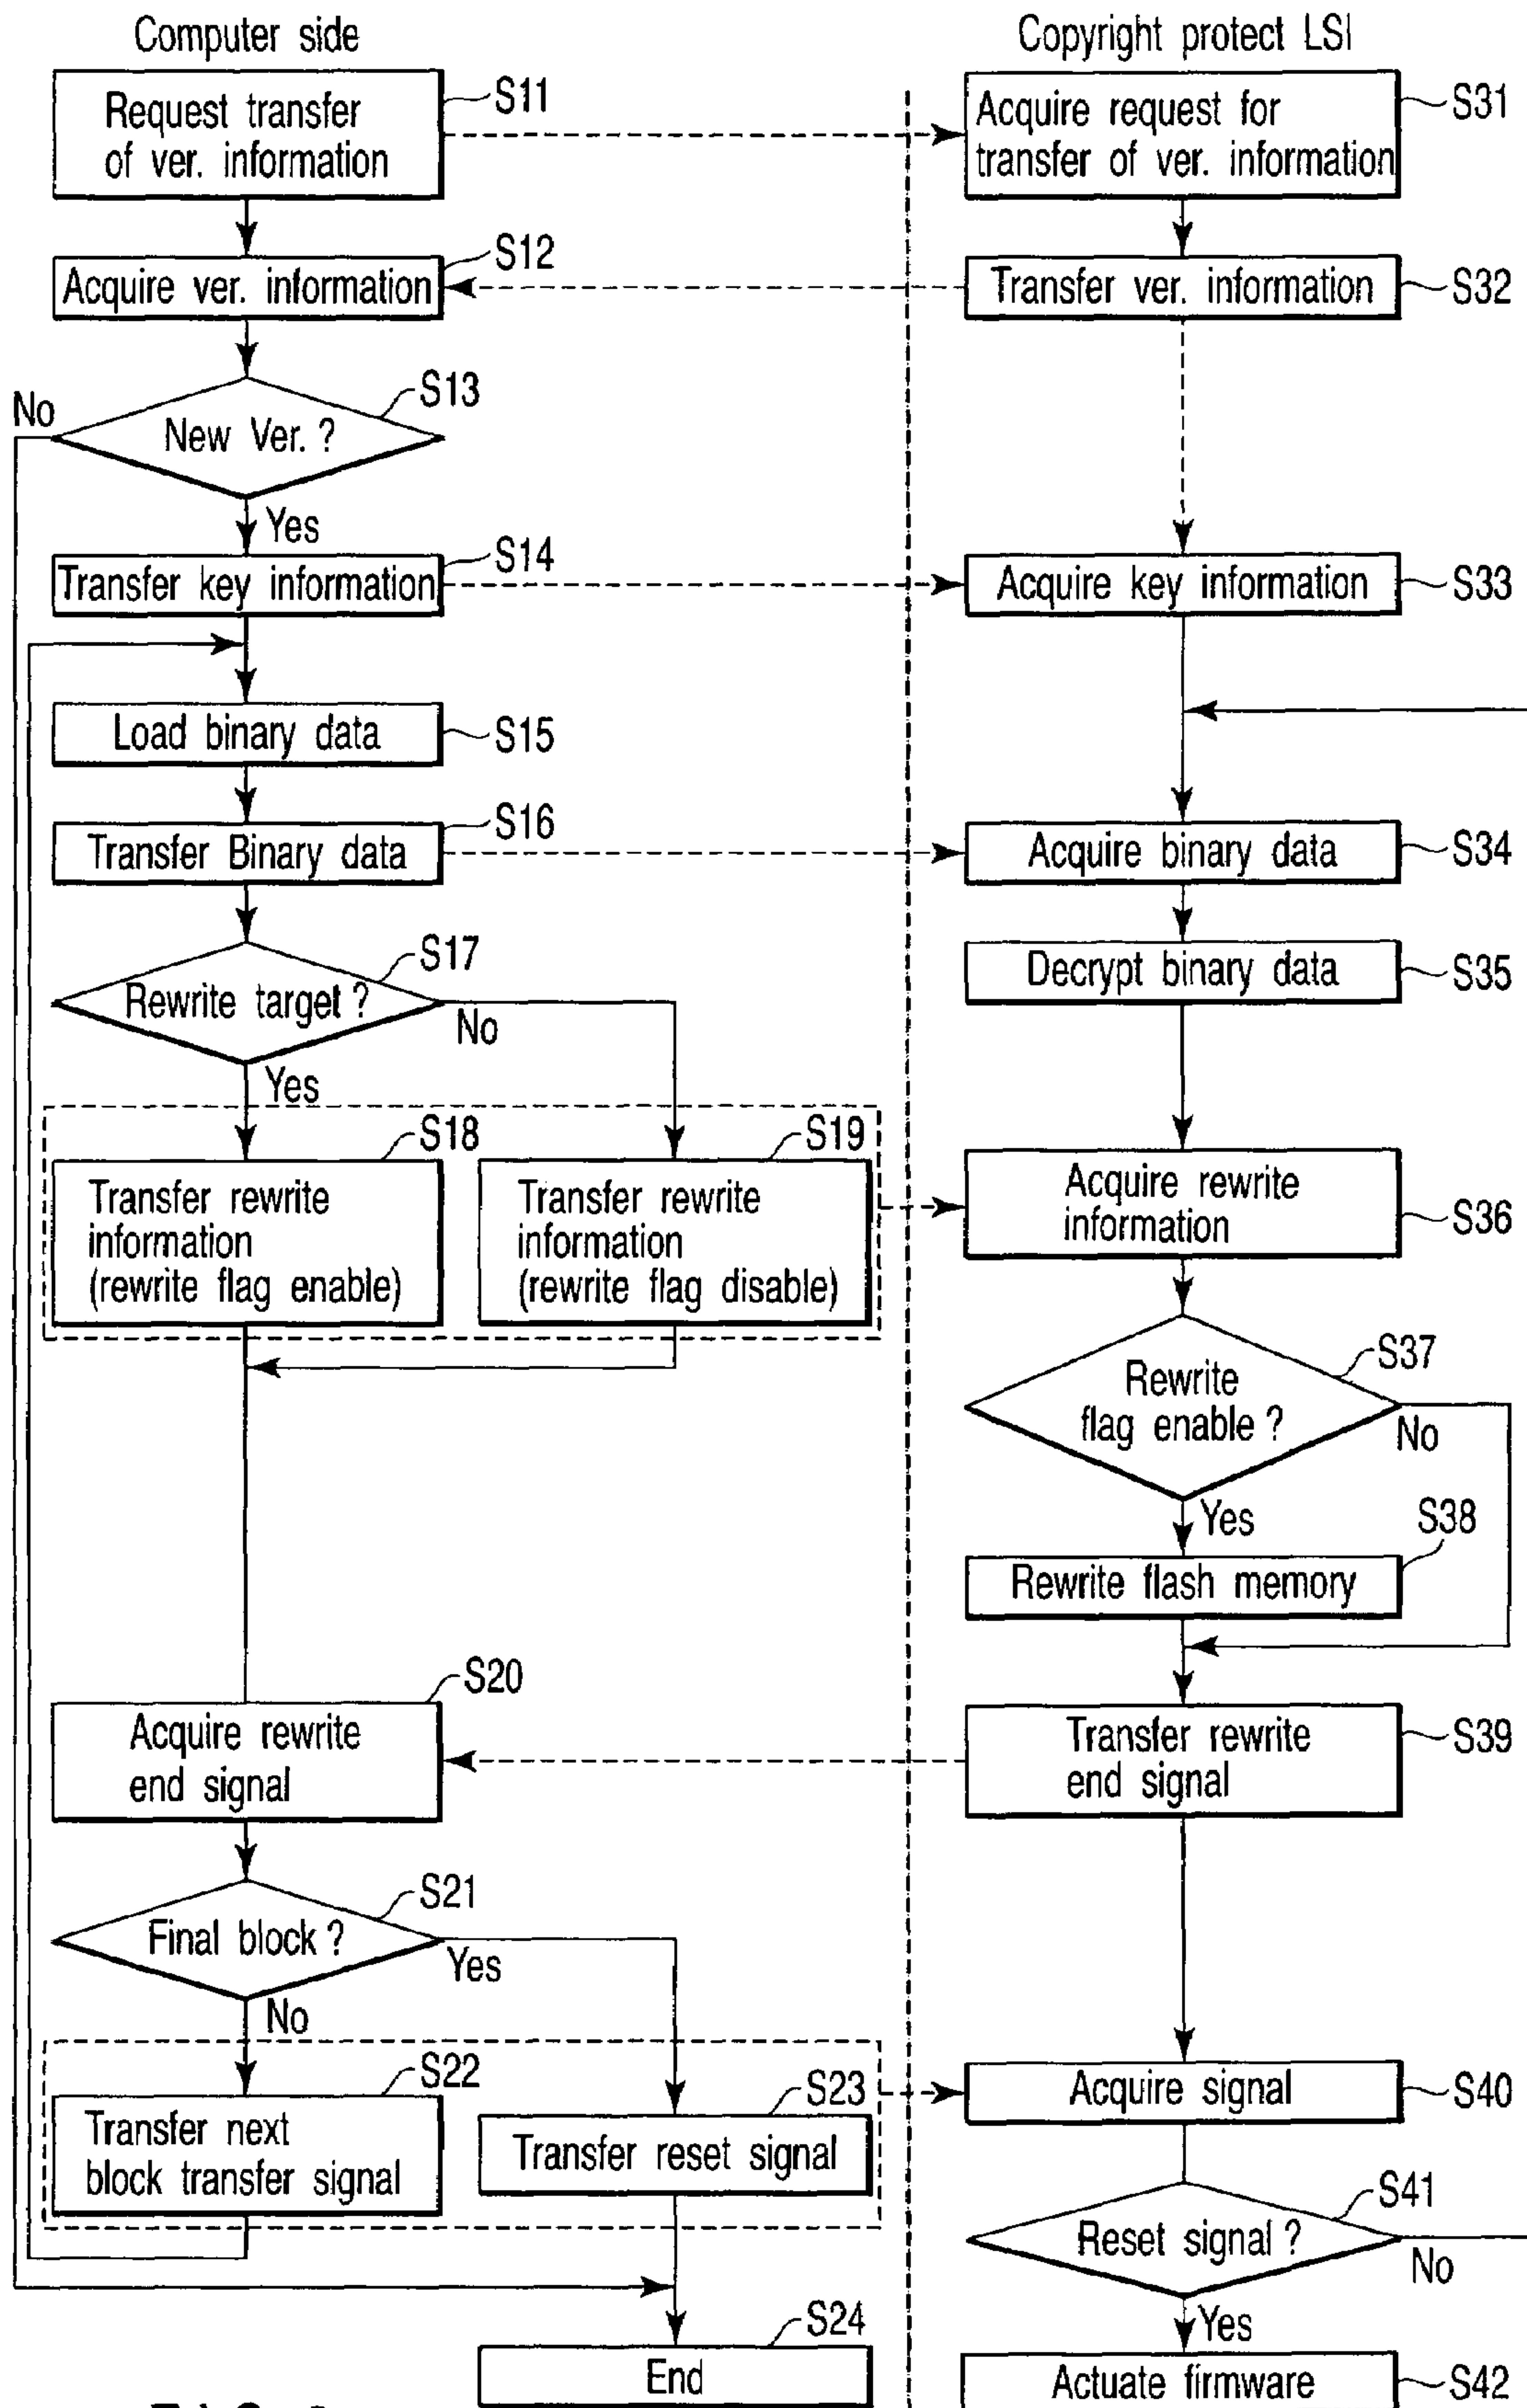 Computer side
Request transfer
of ver. information
S11
Acquire ver. information
S12
No
New Ver. ?
S13
Yes
Transfer key information
S14
Load binary data
S15
Transfer Binary data
S16
Rewrite target ?
S17
No
Yes
S18
Transfer rewrite
information
(rewrite flag enable)
S19
Transfer rewrite
information
(rewrite flag disable)
S20
Acquire rewrite
end signal
S21
Final block ?
Yes
No
S22
Transfer next
block transfer signal
S23
Transfer reset signal
S24
End
Copyright protect LSI
Acquire request for
transfer of ver. information
S31
Transfer ver. information
S32
Acquire key information
S33
Acquire binary data
S34
Decrypt binary data
S35
Acquire rewrite
information
S36
S37
Rewrite
flag enable ?
No
Yes
S38
Rewrite flash memory
Transfer rewrite
end signal
S39
Acquire signal
S40
S41
Reset signal ?
No
Yes
Actuate firmware
S42